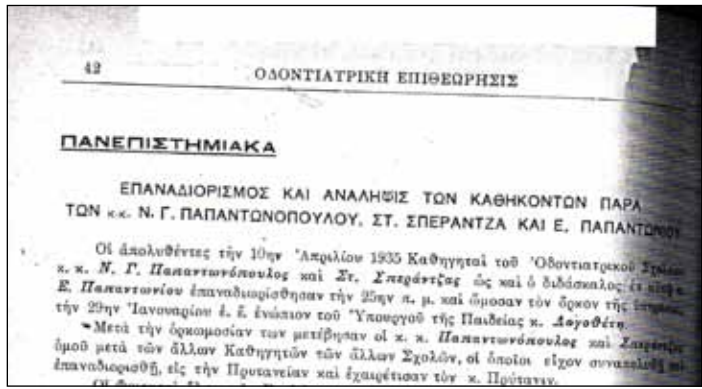 42
ΟΔΟΝΤΙΑΤΡΙΚΗ ΕΠΙΘΕΩΡΗΣΙΣ
ΠΑΝΕΠΙΣΤΗΜΙΑΚΑ
ΕΠΑΝΑΔΙΟΡΙΣΜΟΣ ΚΑΙ ΑΝΑΛΗΨΙΣ ΤΩΝ ΚΑΘΗΚΟΝΤΩΝ ΠΑΡΑ
ΤΩΝ κ.κ. Ν. Γ. ΠΑΠΑΝΤΩΝΟΠΟΥΛΟΥ, ΣΤ. ΣΠΕΡΑΝΤΖΑ ΚΑΙ Ε. ΠΑΠΑΝΤΩΝΙΟΥ
Οἱ ἀπολυθέντες τὴν 10ην Ἀπριλίου 1935 Καθηγηταὶ τοῦ Ὀδοντιατρικοῦ
κ. κ. Ν. Γ. Παπαντωνόπουλος καὶ Στ. Σπεράντζας ὡς καὶ ὁ διδάσκαλος
Ε. Παπαντωνίου ἐπαναδιωρίσθησαν τὴν 25ην π. μ. καὶ ὤμοσαν τὸν ὅρκον τῆς
τὴν 29ην Ἰανουαρίου ἐ. ἔ. ἐνώπιον τοῦ Ὑπουργοῦ τῆς Παιδείας κ. Λογοθέτη.
Μετὰ τὴν ὁρκωμοσίαν των μετέβησαν οἱ κ. κ. Παπαντωνόπουλος καὶ
ὁμοῦ μετὰ τῶν ἄλλων Καθηγητῶν τῶν ἄλλων Σχολῶν, οἱ ὁποῖοι εἶχον
ἐπαναδιορισθῆ, εἰς τὴν Πρυτανείαν καὶ ἐχαιρέτισαν τὸν κ. Πρύτανιν.